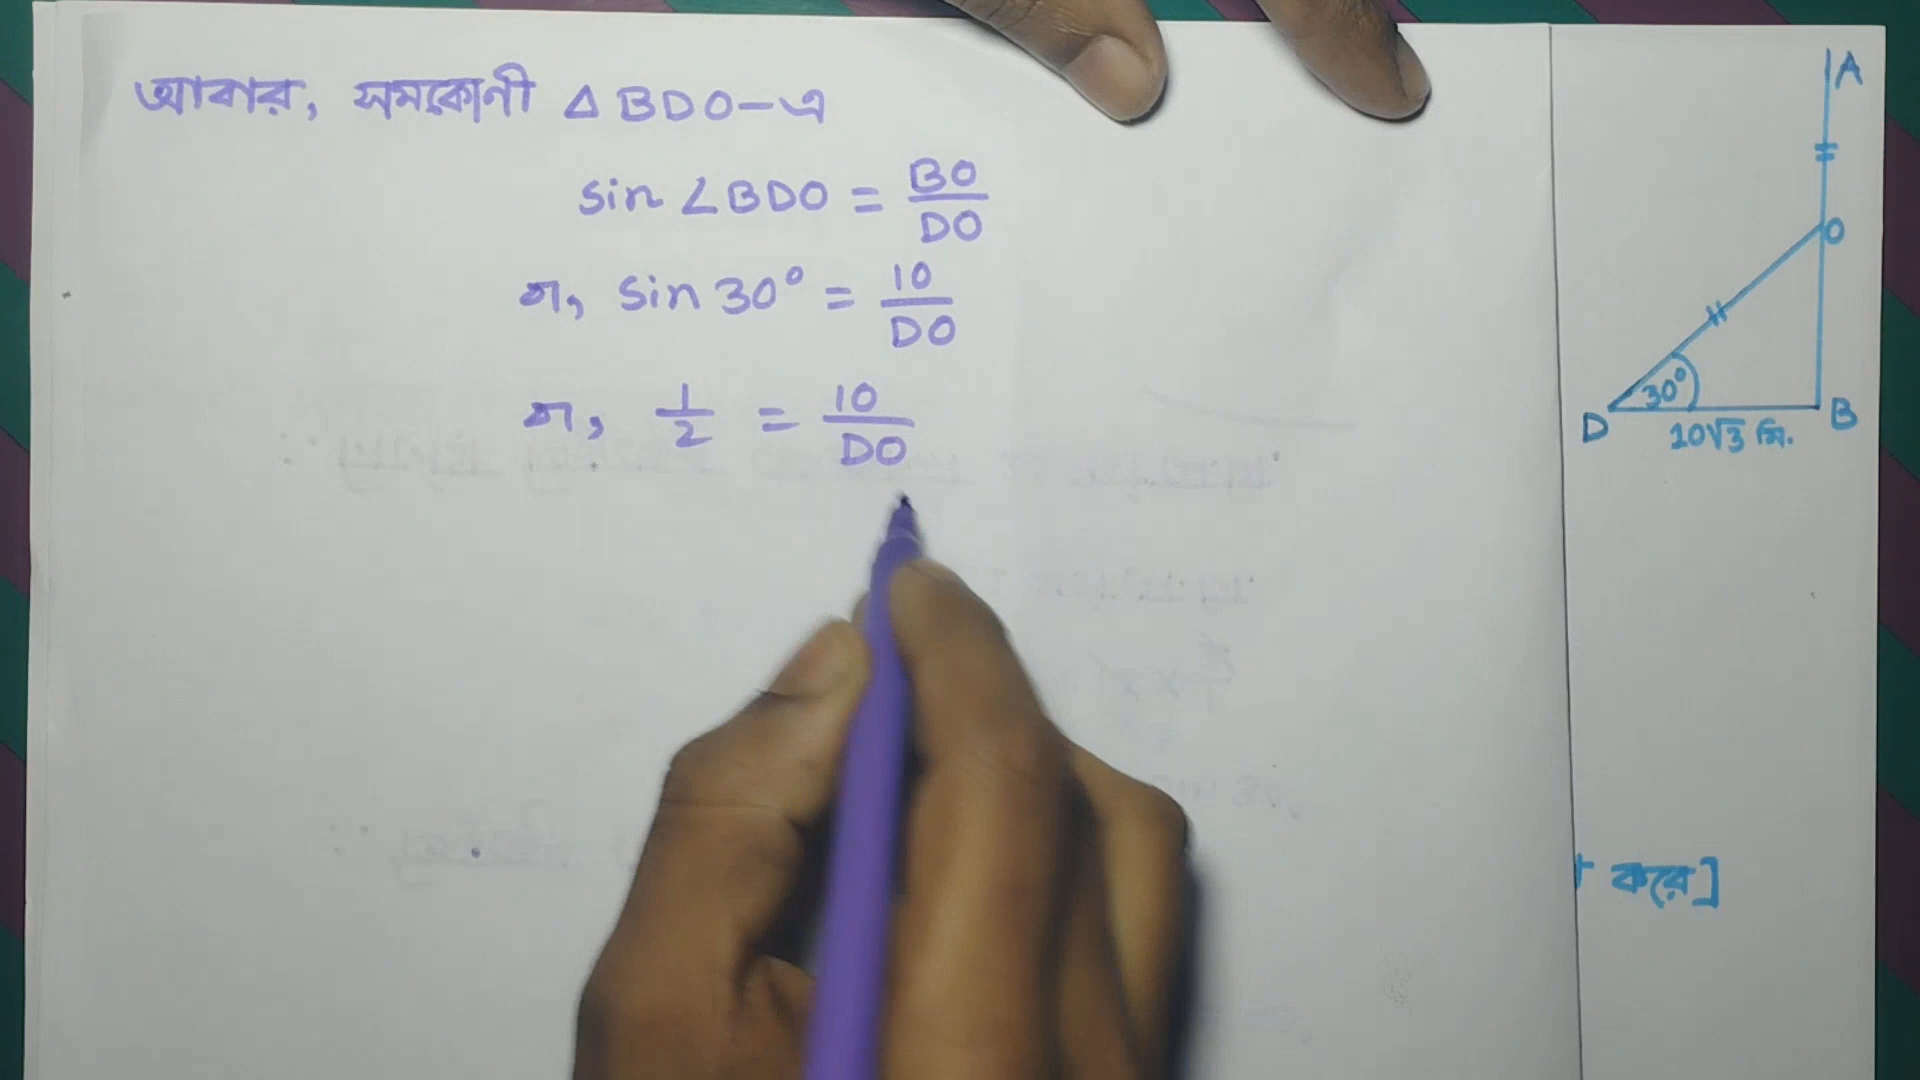 আবার, সমকোণী △ BDO-এ
sin ∠BDO = BO/DO
বা, sin 30° = 10/DO
বা, 1/2 = 10/DO
A
O
30°
D
B
10√3 মি.
করে]